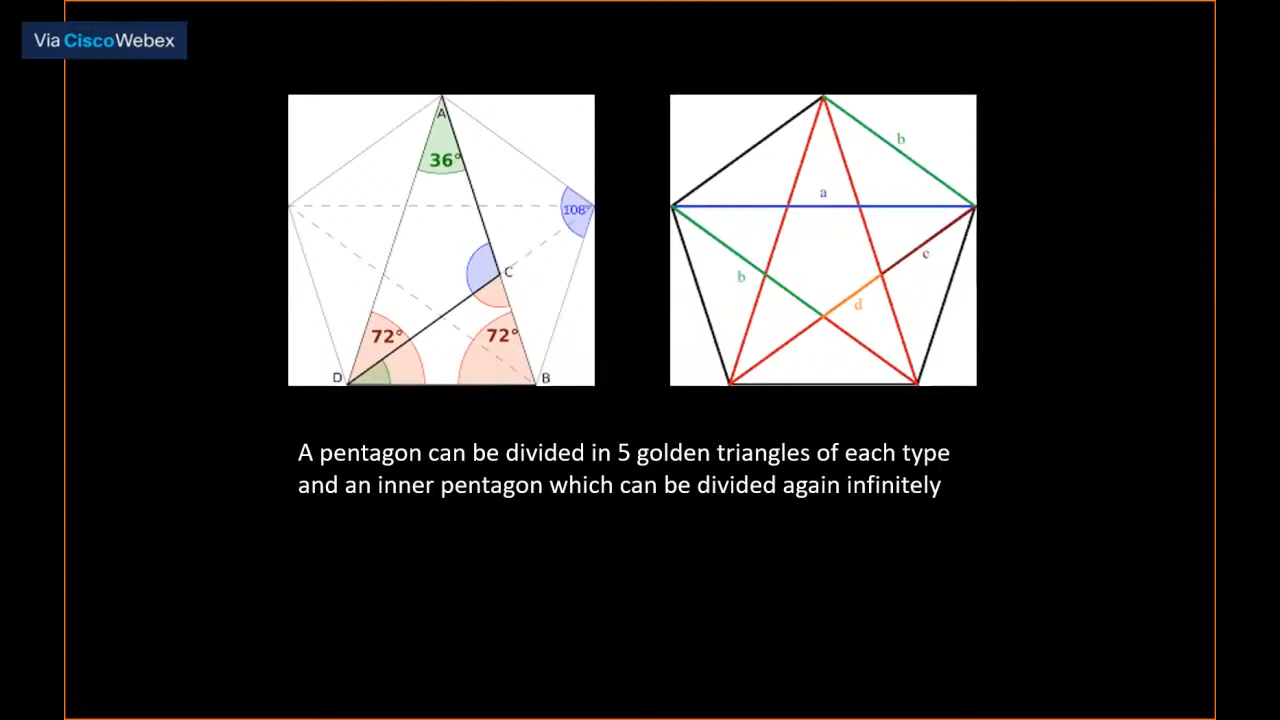 Via CiscoWebex
A
36°
108°
C
72°
72°
D
B
b
a
c
b
d
A pentagon can be divided in 5 golden triangles of each type
and an inner pentagon which can be divided again infinitely